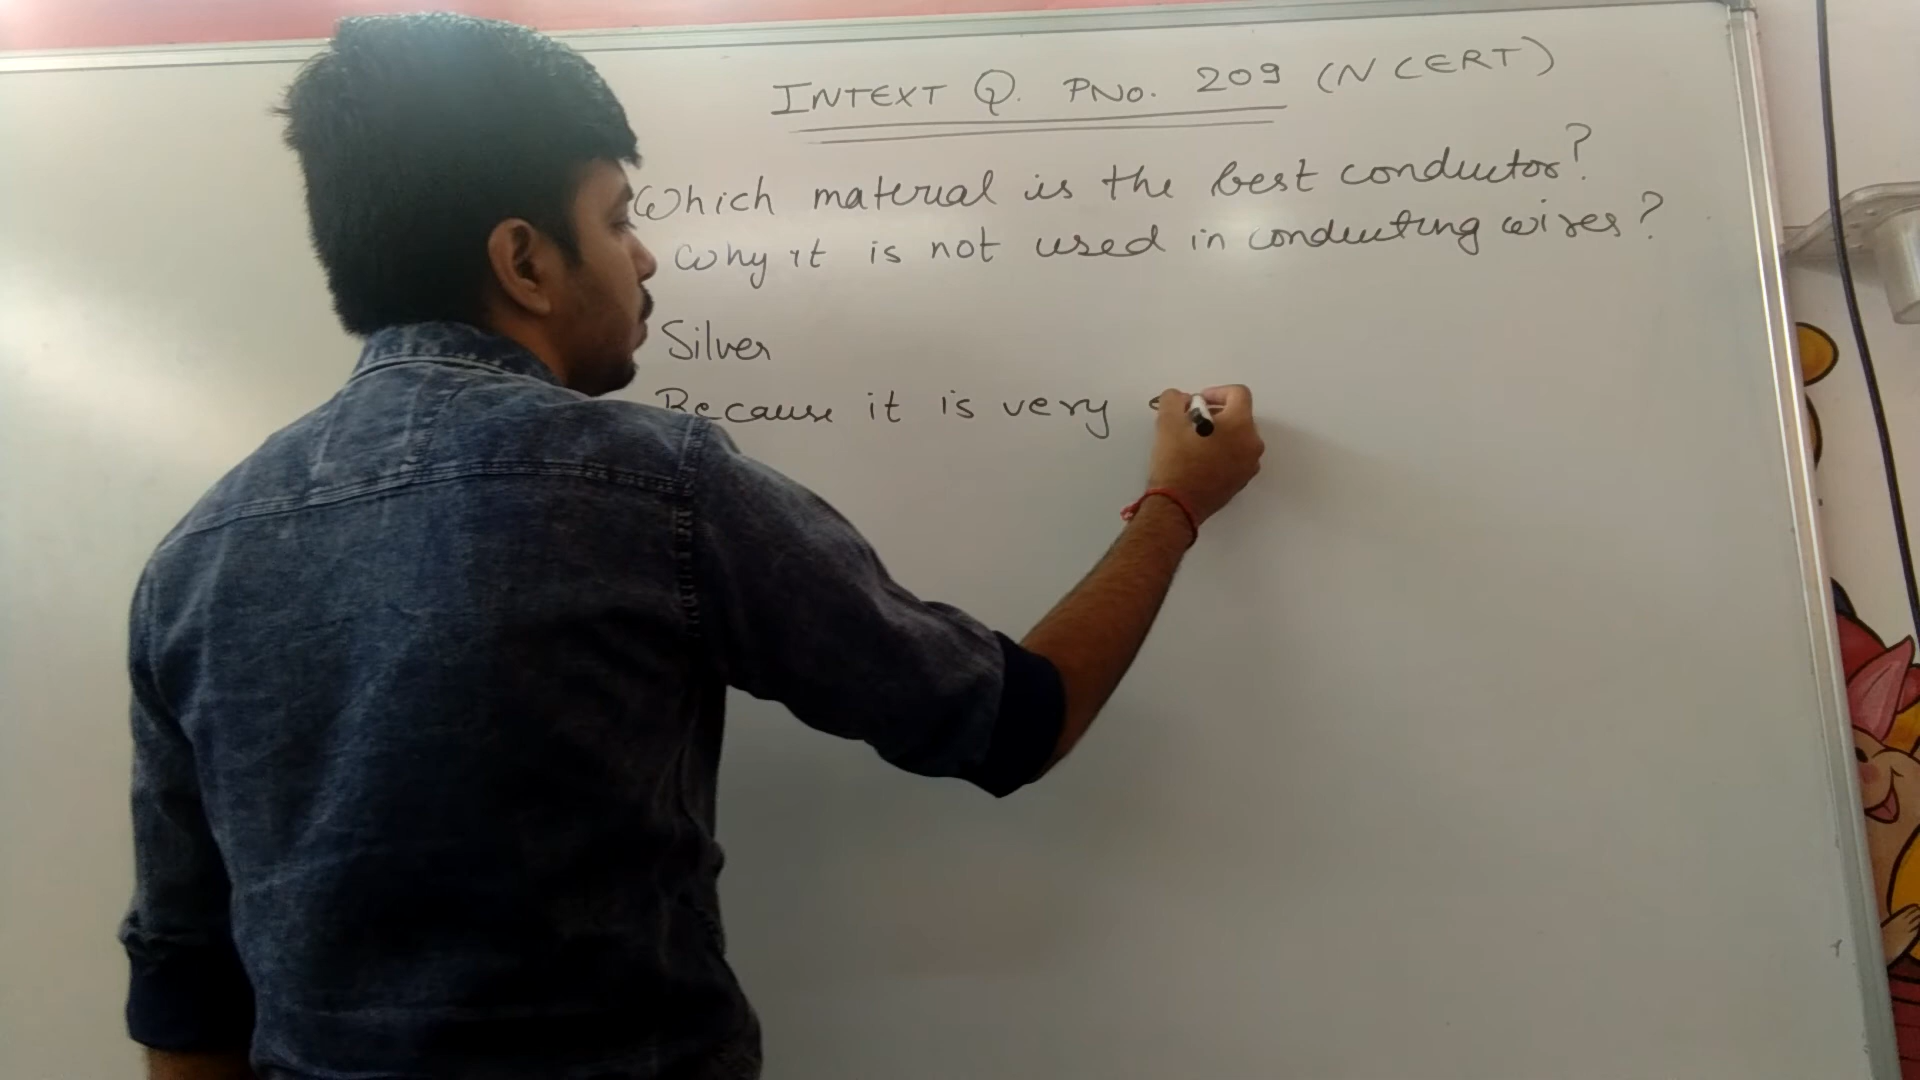 INTEXT Q. PNO. 209 (NCERT)
Which material is the best conductor?
Why it is not used in conducting wires?
Silver
Because it is very